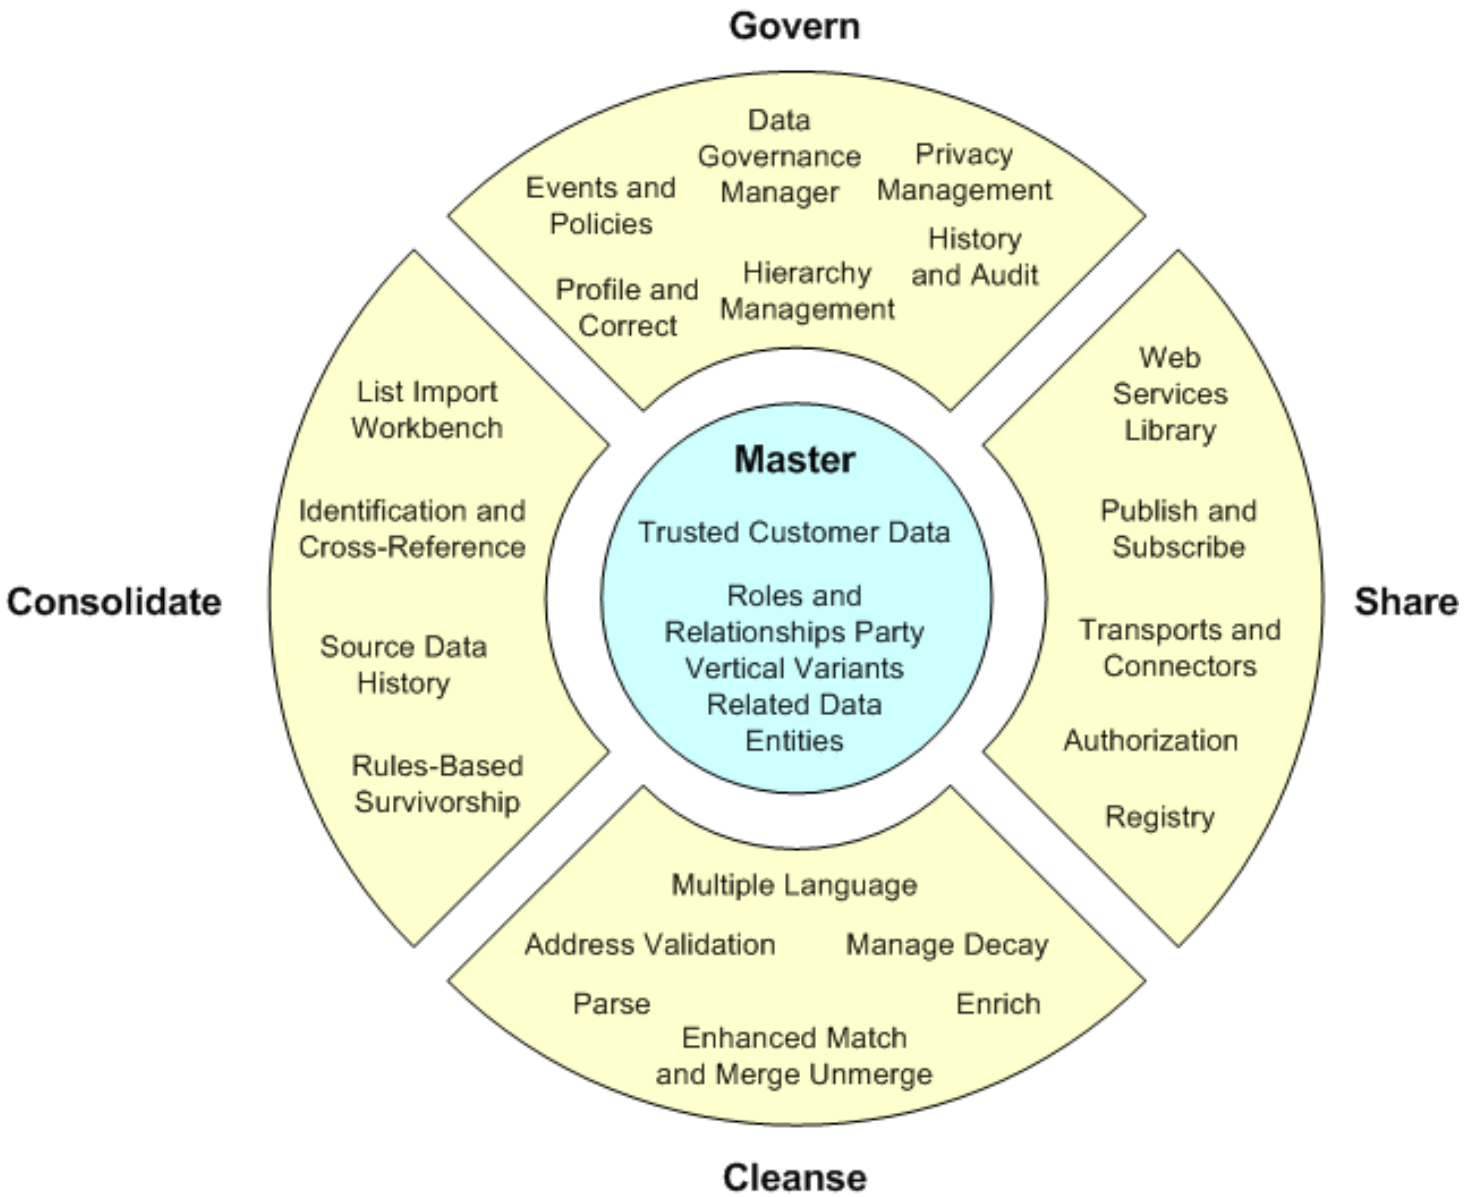 Govern
Data
Governance
Manager
Privacy
Management
Events and
Policies
History
and Audit
Hierarchy
Management
Profile and
Correct
Consolidate
List Import
Workbench
Identification and
Cross-Reference
Source Data
History
Rules-Based
Survivorship
Master
Trusted Customer Data
Roles and
Relationships Party
Vertical Variants
Related Data
Entities
Share
Web
Services
Library
Publish and
Subscribe
Transports and
Connectors
Authorization
Registry
Multiple Language
Address Validation
Manage Decay
Parse
Enrich
Enhanced Match
and Merge Unmerge
Cleanse